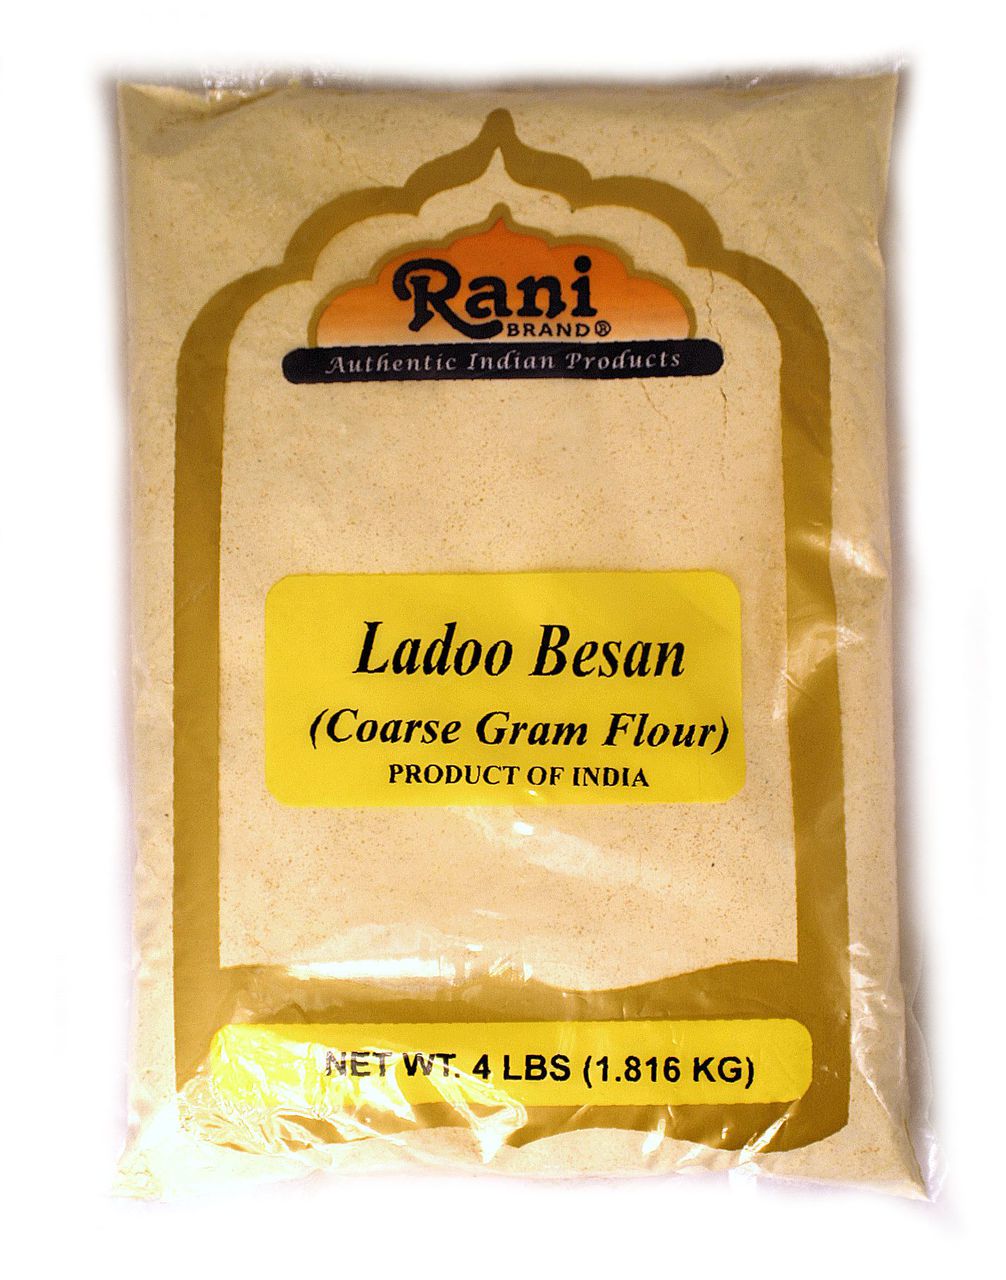 Rani
BRAND®
Authentic Indian Products
Ladoo Besan
(Coarse Gram Flour)
PRODUCT OF INDIA
NET WT. 4 LBS (1.816 KG)